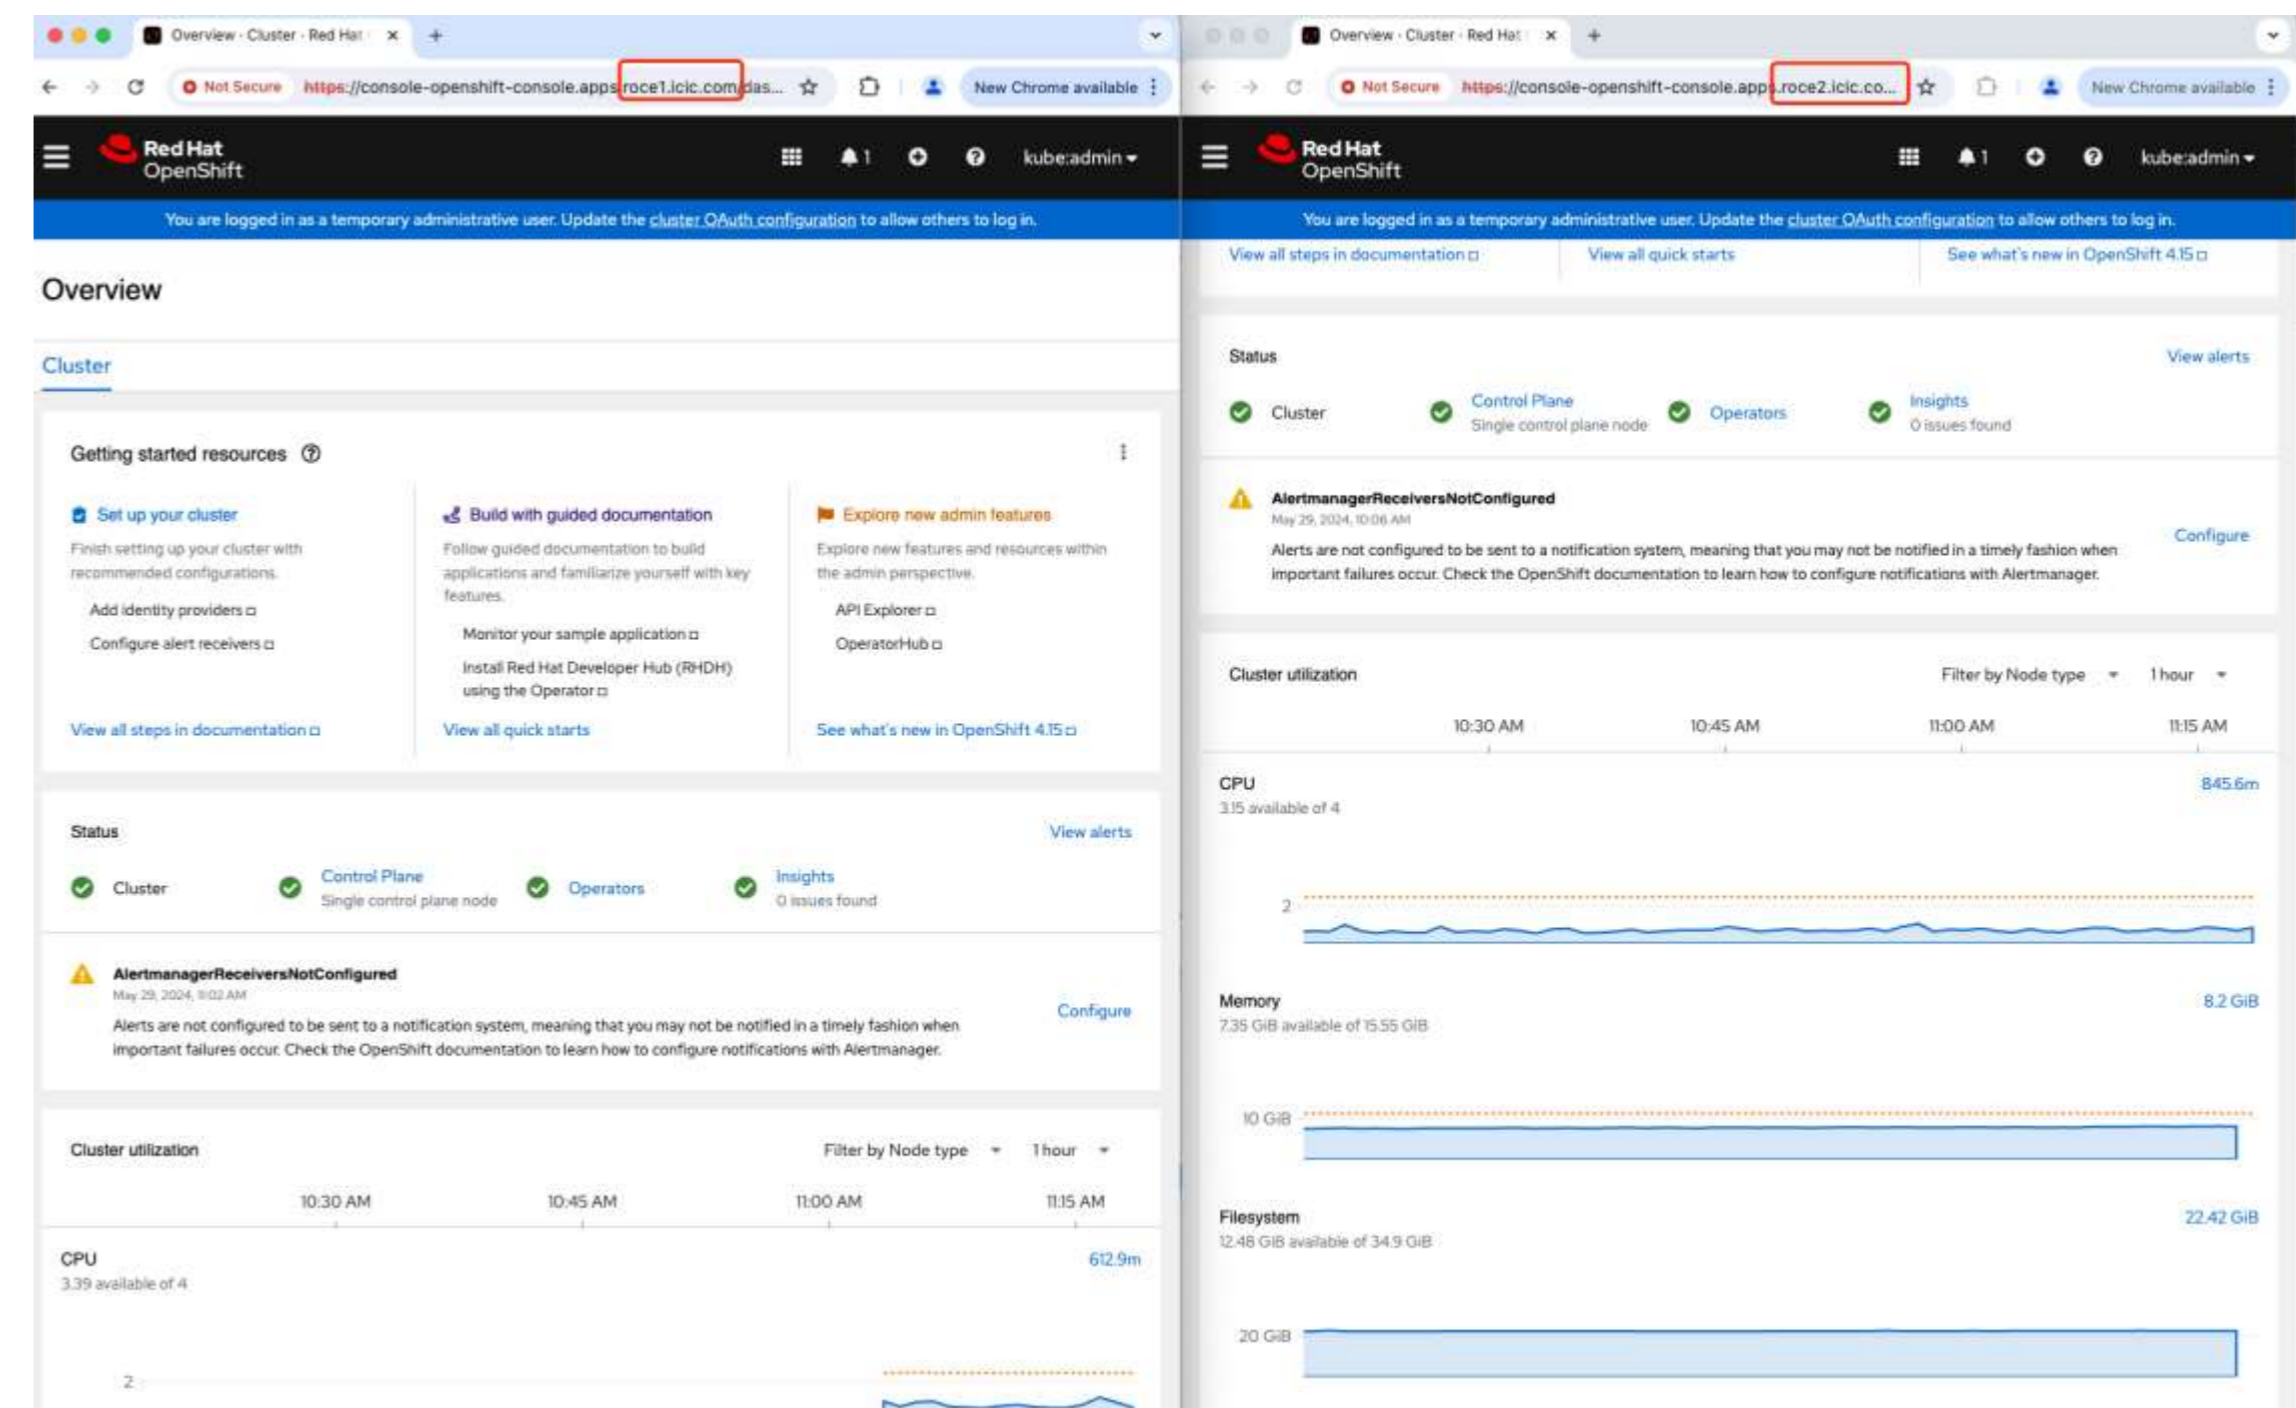 Overview · Cluster · Red Hat
Not Secure https://console-openshift-console.apps.roce1.icic.com/das... New Chrome available
Red Hat
OpenShift
1 kube:admin
You are logged in as a temporary administrative user. Update the cluster OAuth configuration to allow others to log in.
Overview
Cluster
Getting started resources
Set up your cluster
Finish setting up your cluster with
recommended configurations.
Add identity providers
Configure alert receivers
View all steps in documentation
Build with guided documentation
Follow guided documentation to build
applications and familiarize yourself with key
features.
Monitor your sample application
Install Red Hat Developer Hub (RHDH)
using the Operator
View all quick starts
Explore new admin features
Explore new features and resources within
the admin perspective.
API Explorer
OperatorHub
See what's new in OpenShift 4.15
Status
View alerts
Cluster
Control Plane
Single control plane node
Operators
Insights
0 issues found
AlertmanagerReceiversNotConfigured
May 29, 2024, 11:02 AM
Alerts are not configured to be sent to a notification system, meaning that you may not be notified in a timely fashion when
important failures occur. Check the OpenShift documentation to learn how to configure notifications with Alertmanager.
Configure
Cluster utilization
Filter by Node type
1 hour
10:30 AM 10:45 AM 11:00 AM 11:15 AM
CPU
612.9m
3.39 available of 4
2
Overview · Cluster · Red Hat
Not Secure https://console-openshift-console.apps.roce2.icic.co... New Chrome available
Red Hat
OpenShift
1 kube:admin
You are logged in as a temporary administrative user. Update the cluster OAuth configuration to allow others to log in.
View all steps in documentation
View all quick starts
See what's new in OpenShift 4.15
Status
View alerts
Cluster
Control Plane
Single control plane node
Operators
Insights
0 issues found
AlertmanagerReceiversNotConfigured
May 29, 2024, 10:06 AM
Alerts are not configured to be sent to a notification system, meaning that you may not be notified in a timely fashion when
important failures occur. Check the OpenShift documentation to learn how to configure notifications with Alertmanager.
Configure
Cluster utilization
Filter by Node type
1 hour
10:30 AM 10:45 AM 11:00 AM 11:15 AM
CPU
845.6m
3.15 available of 4
2
Memory
8.2 GiB
7.35 GiB available of 15.55 GiB
10 GiB
Filesystem
22.42 GiB
12.48 GiB available of 34.9 GiB
20 GiB